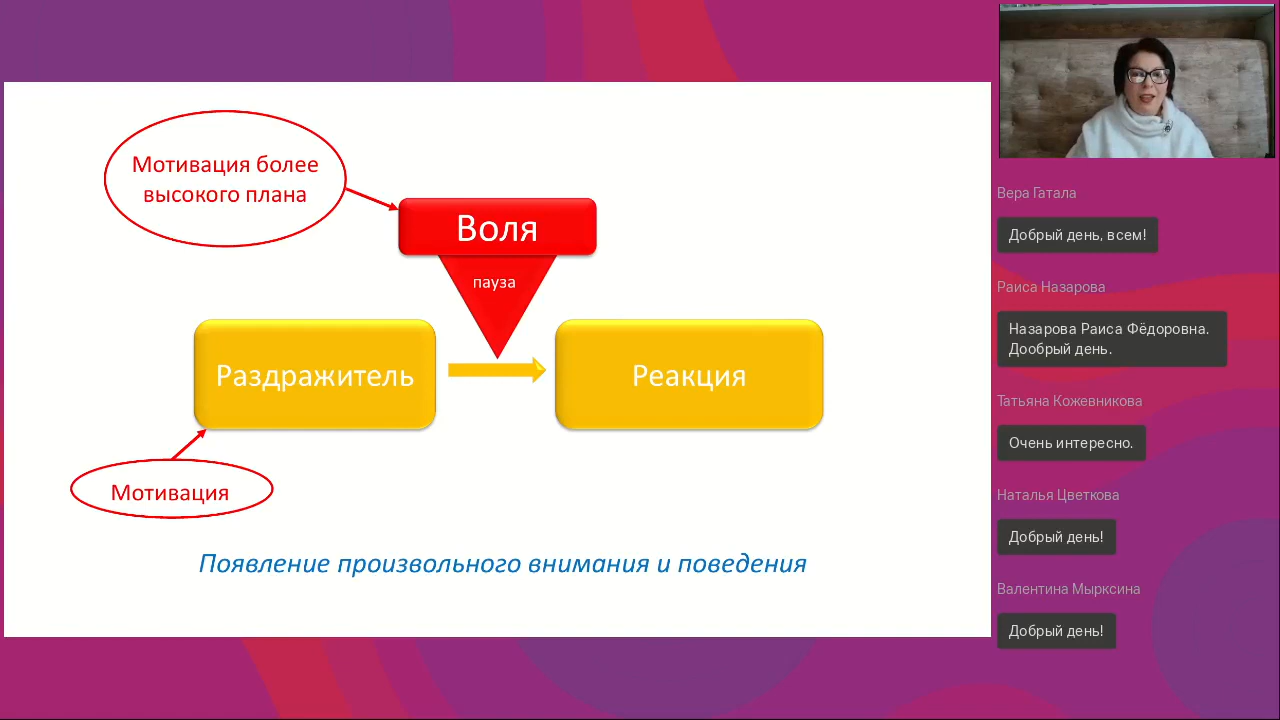 Мотивация более
высокого плана
Воля
пауза
Раздражитель
Реакция
Мотивация
Появление произвольного внимания и поведения
Вера Гатала
Добрый день, всем!
Раиса Назарова
Назарова Раиса Фёдоровна.
Дообрый день.
Татьяна Кожевникова
Очень интересно.
Наталья Цветкова
Добрый день!
Валентина Мырксина
Добрый день!